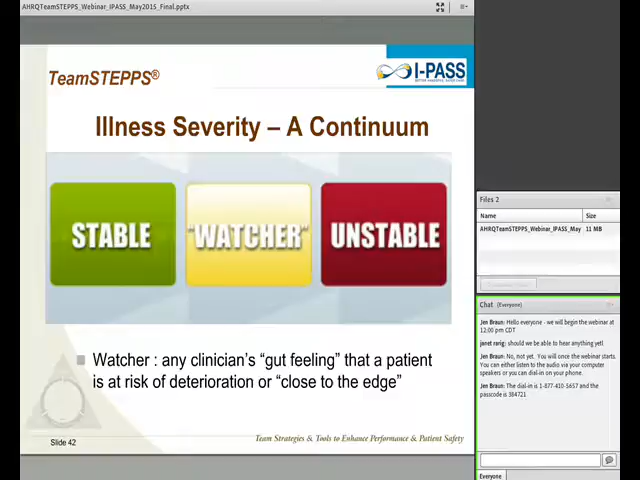 AHRQTeamSTEPPS_Webinar_IPASS_May2015_Final.pptx
TeamSTEPPS®
I-PASS
BETTER HANDOFFS. SAFER CARE.
Illness Severity – A Continuum
STABLE
"WATCHER"
UNSTABLE
Watcher : any clinician's “gut feeling” that a patient
is at risk of deterioration or “close to the edge”
Slide 42
Team Strategies & Tools to Enhance Performance & Patient Safety
Files 2
Name Size
AHRQTeamSTEPPS_Webinar_IPASS_May 11 MB
Chat (Everyone)
Jen Braun: Hello everyone - we will begin the webinar at
12:00 pm CDT
janet rarig: should we be able to hear anything yet?
Jen Braun: No, not yet. You will once the webinar starts.
You can either listen to the audio via your computer
speakers or you can dial-in on your phone.
Jen Braun: The dial-in is 1-877-410-5657 and the
passcode is 384721.
Everyone